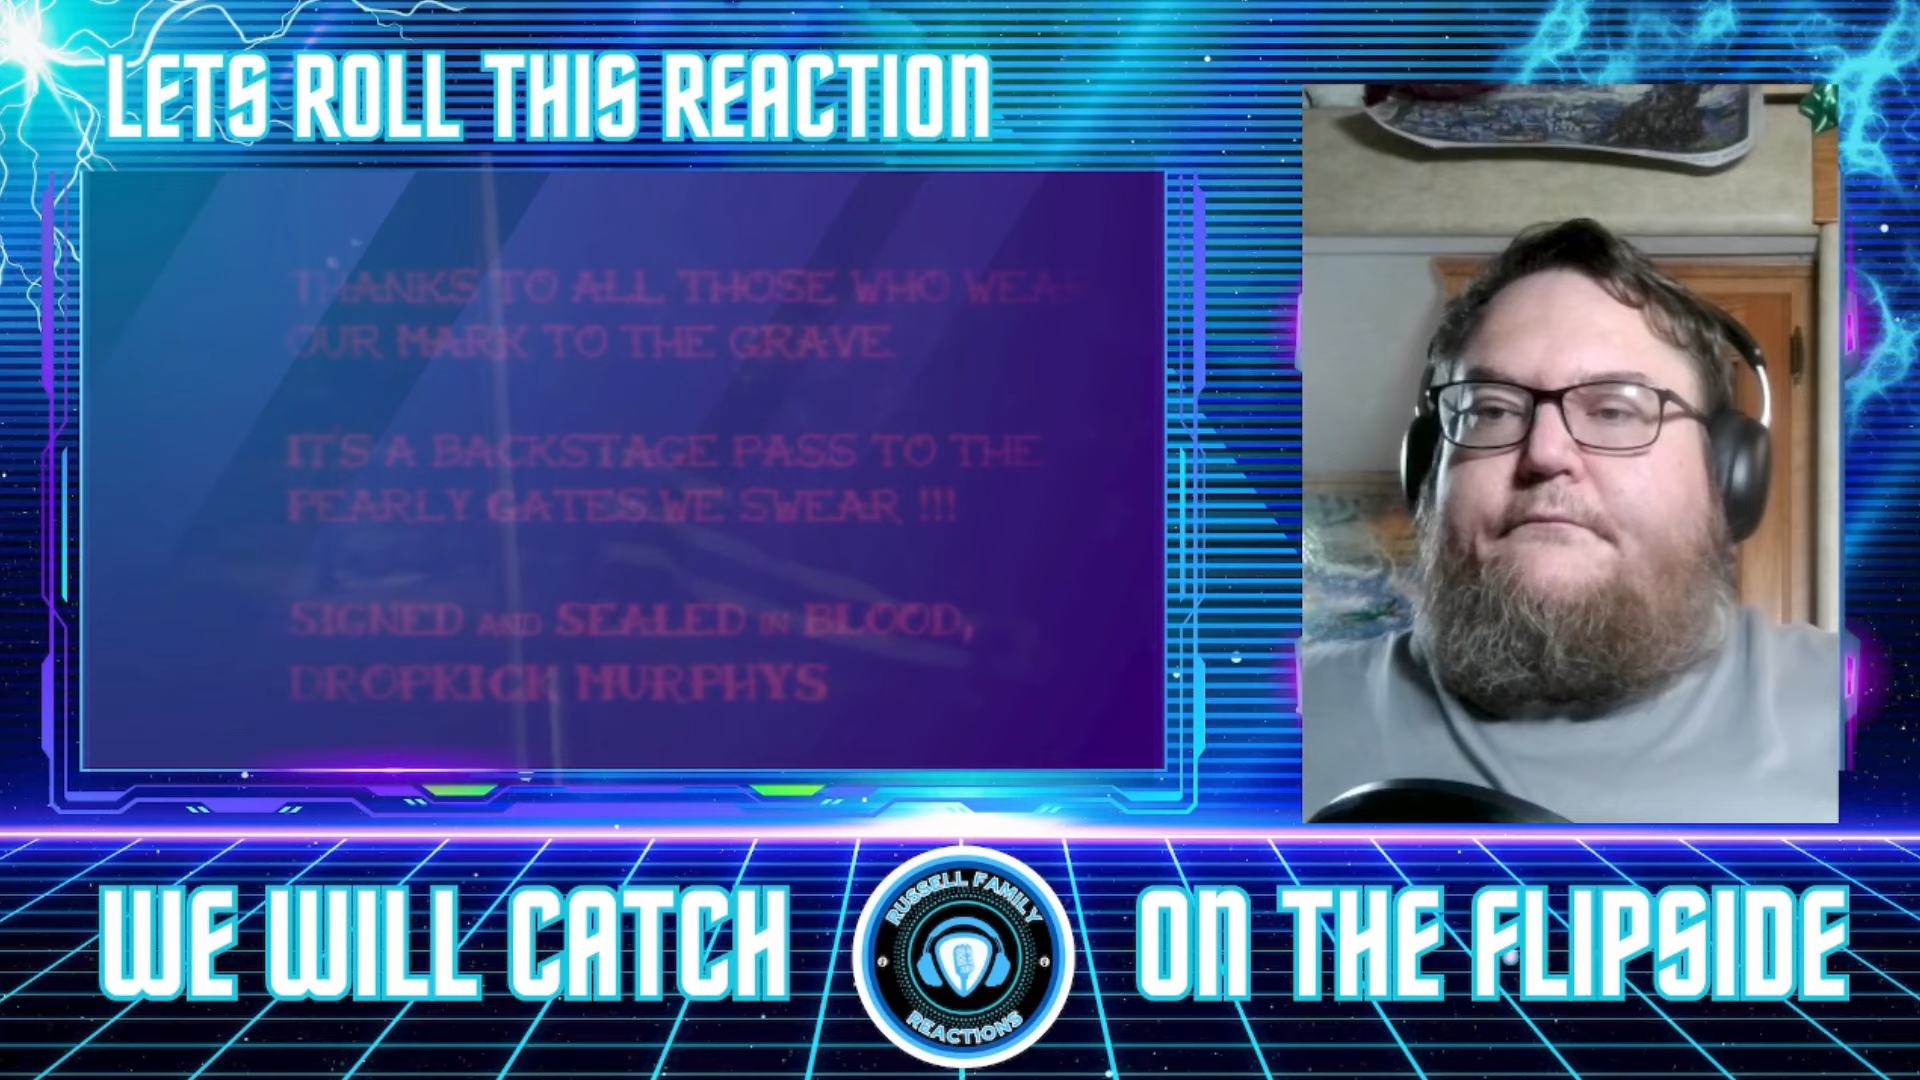 LETS ROLL THIS REACTION
THANKS TO ALL THOSE WHO WEAR
OUR MARK TO THE GRAVE.
IT'S A BACKSTAGE PASS TO THE
PEARLY GATES WE SWEAR !!!
SIGNED AND SEALED IN BLOOD,
DROPKICK MURPHYS
WE WILL CATCH
ON THE FLIPSIDE
RUSSELL FAMILY
REACTIONS